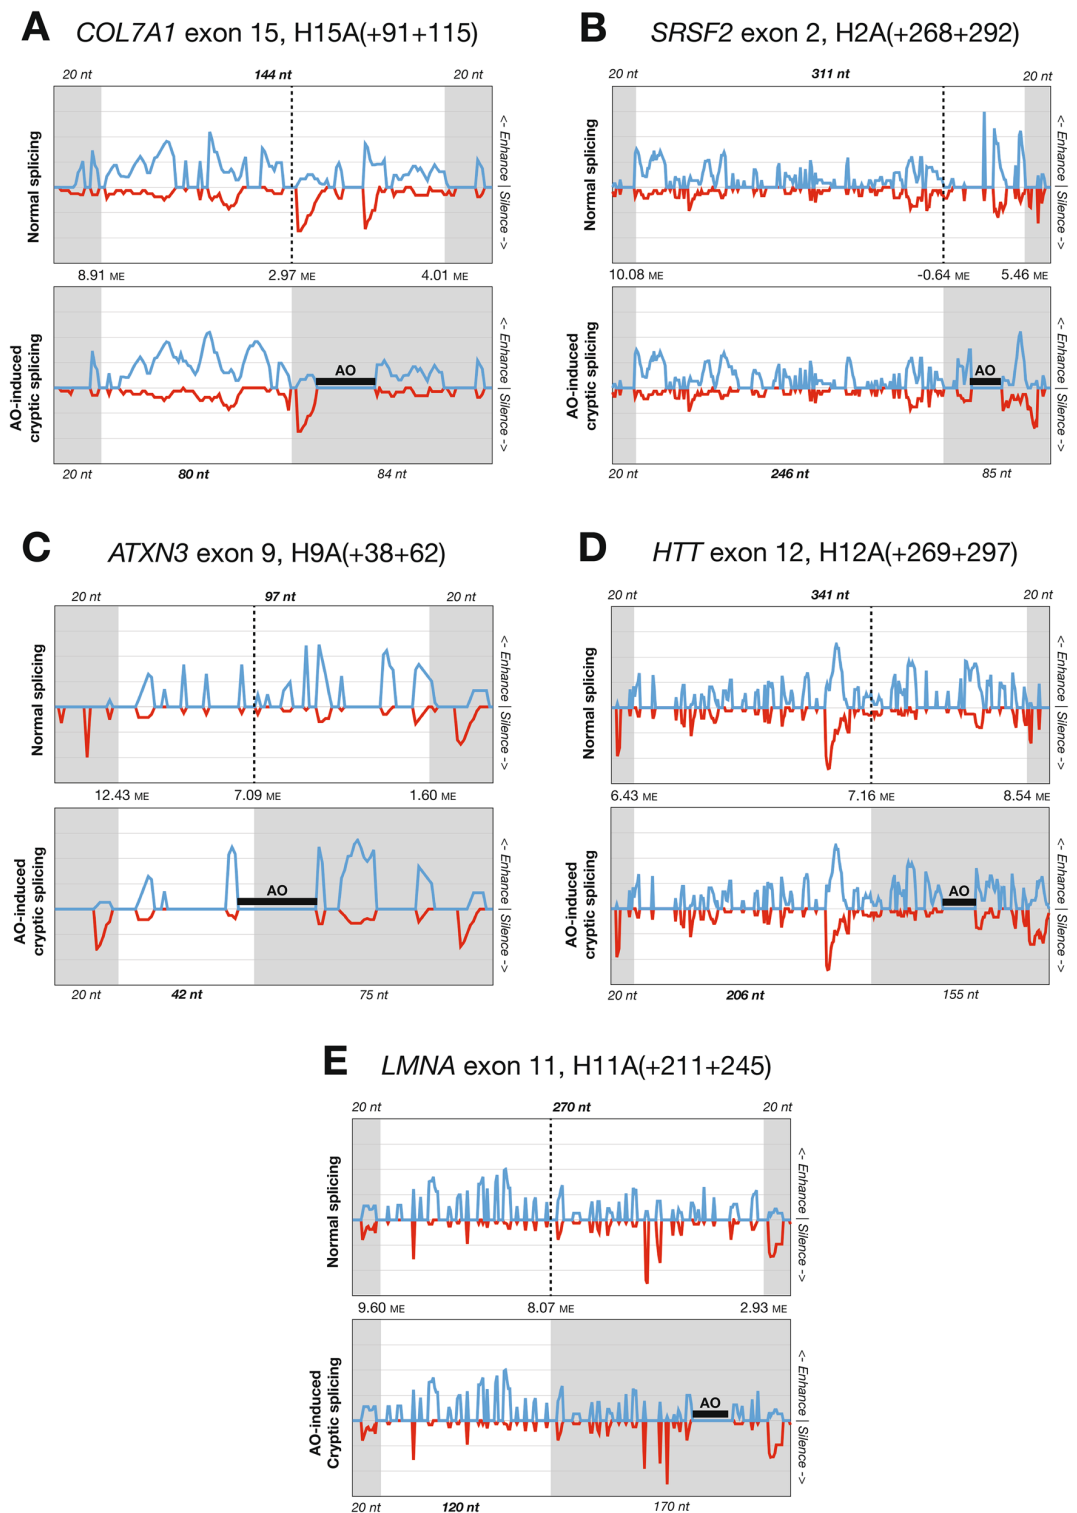 A COL7A1 exon 15, H15A(+91+115)
20 nt 144 nt 20 nt
Normal splicing
<- Enhance | Silence ->
8.91 ME 2.97 ME 4.01 ME
AO-induced
cryptic splicing
AO
<- Enhance | Silence ->
20 nt 80 nt 84 nt
B SRSF2 exon 2, H2A(+268+292)
20 nt 311 nt 20 nt
Normal splicing
<- Enhance | Silence ->
10.08 ME -0.64 ME 5.46 ME
AO-induced
cryptic splicing
AO
<- Enhance | Silence ->
20 nt 246 nt 85 nt
C ATXN3 exon 9, H9A(+38+62)
20 nt 97 nt 20 nt
Normal splicing
<- Enhance | Silence ->
12.43 ME 7.09 ME 1.60 ME
AO-induced
cryptic splicing
AO
<- Enhance | Silence ->
20 nt 42 nt 75 nt
D HTT exon 12, H12A(+269+297)
20 nt 341 nt 20 nt
Normal splicing
<- Enhance | Silence ->
6.43 ME 7.16 ME 8.54 ME
AO-induced
cryptic splicing
AO
<- Enhance | Silence ->
20 nt 206 nt 155 nt
E LMNA exon 11, H11A(+211+245)
20 nt 270 nt 20 nt
Normal splicing
<- Enhance | Silence ->
9.60 ME 8.07 ME 2.93 ME
AO-induced
Cryptic splicing
AO
<- Enhance | Silence ->
20 nt 120 nt 170 nt